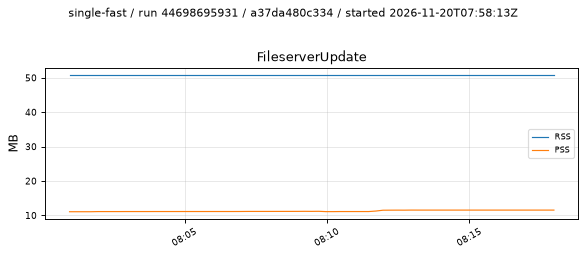 single-fast / run 44698695931 / a37da480c334 / started 2026-11-20T07:58:13Z
FileserverUpdate
MB
50
40
30
20
10
RSS
PSS
08:05
08:10
08:15